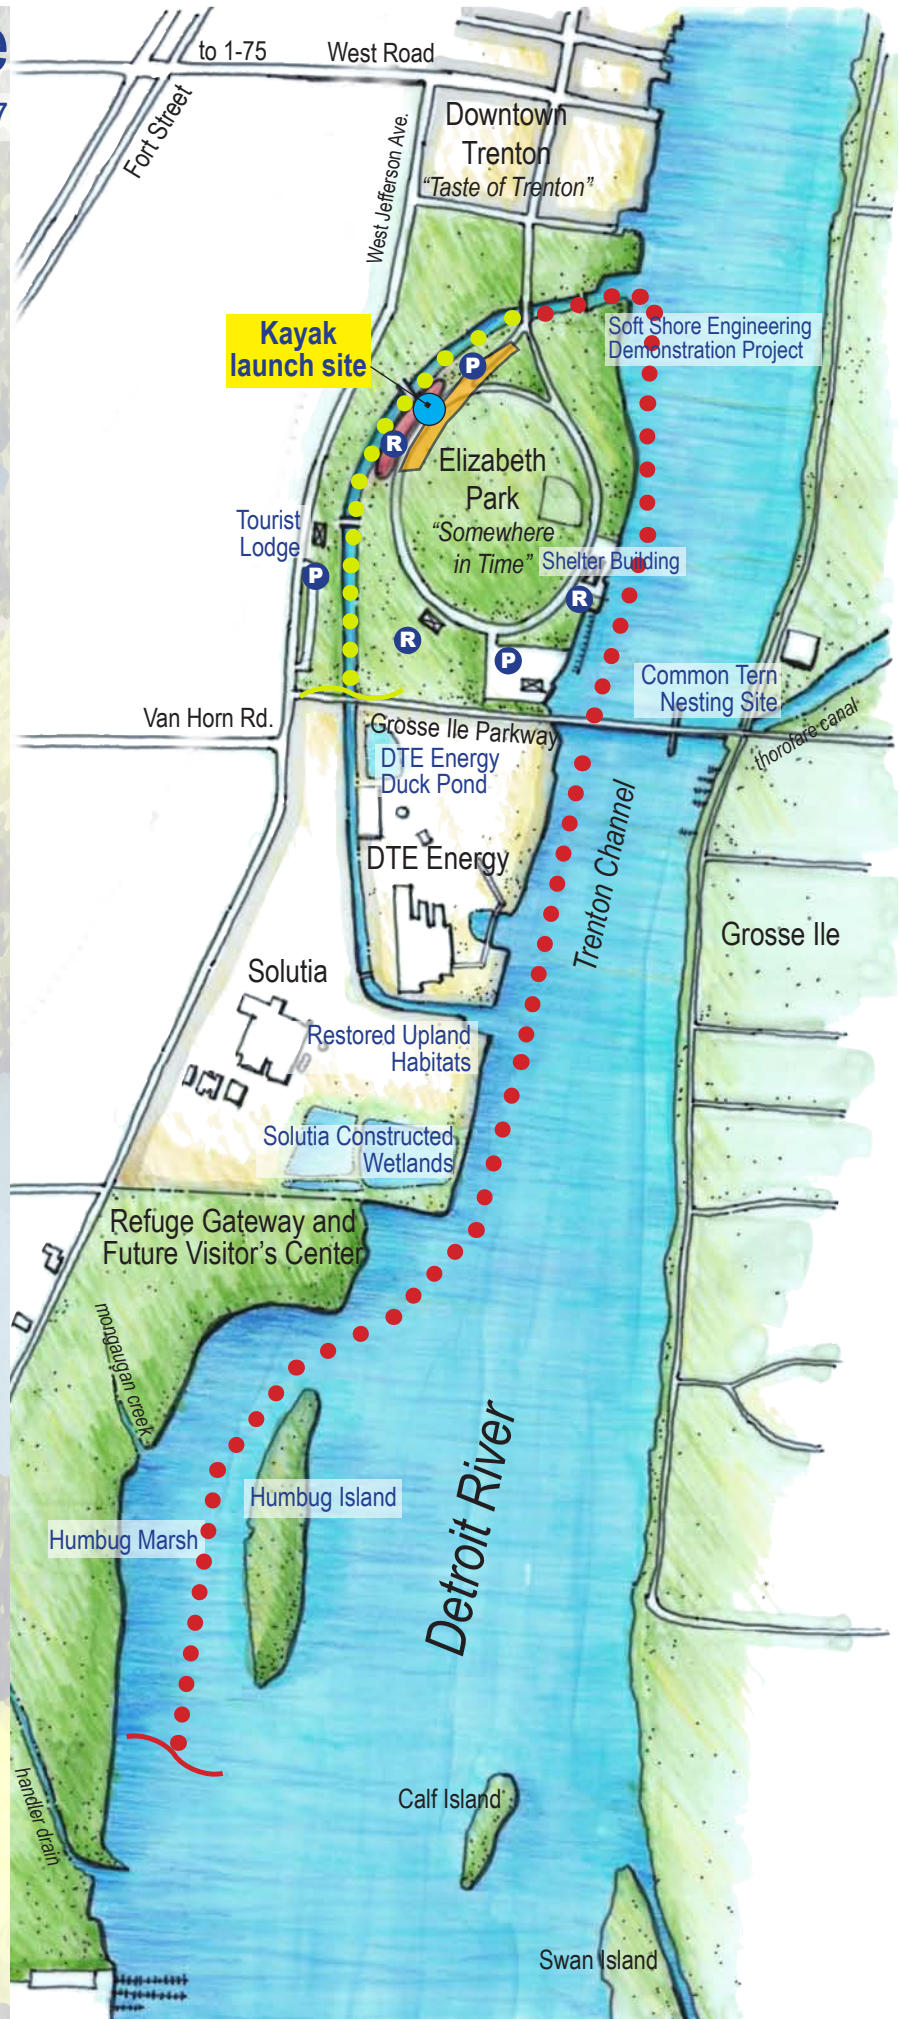 e
7
to 1-75
West Road
Fort Street
West Jefferson Ave.
Downtown
Trenton
“Taste of Trenton”
Kayak
launch site
Soft Shore Engineering
Demonstration Project
P
R
Elizabeth
Park
“Somewhere
in Time”
Tourist
Lodge
P
Shelter Building
R
R
P
Common Tern
Nesting Site
Van Horn Rd.
Grosse Ile Parkway
thorofare canal
DTE Energy
Duck Pond
DTE Energy
Trenton Channel
Grosse Ile
Solutia
Restored Upland
Habitats
Solutia Constructed
Wetlands
Refuge Gateway and
Future Visitor's Center
mongaugan creek
Humbug Island
Humbug Marsh
Detroit River
handler drain
Calf Island
Swan Island